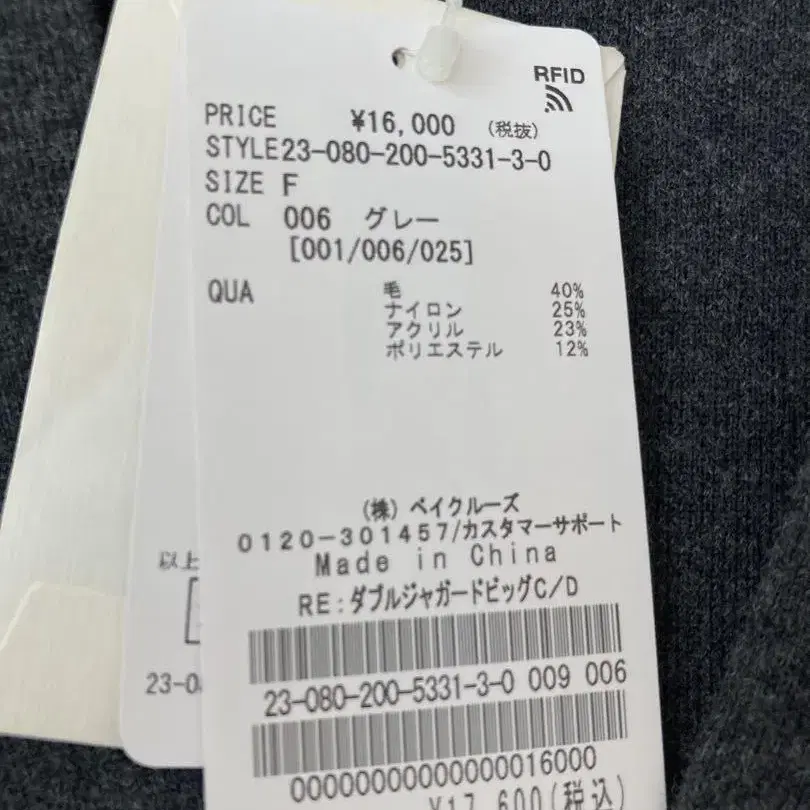 RFID
PRICE ¥16,000 (税抜)
STYLE23-080-200-5331-3-0
SIZE F
COL 006 グレー
[001/006/025]
QUA 毛 40%
ナイロン 25%
アクリル 23%
ポリエステル 12%
(株) ベイクルーズ
0120-301457/カスタマーサポート
Made in China
RE:ダブルジャガードビッグC/D
23-080-200-5331-3-0 009 006
00000000000000016000
¥17,600(税込)
以上
23-0